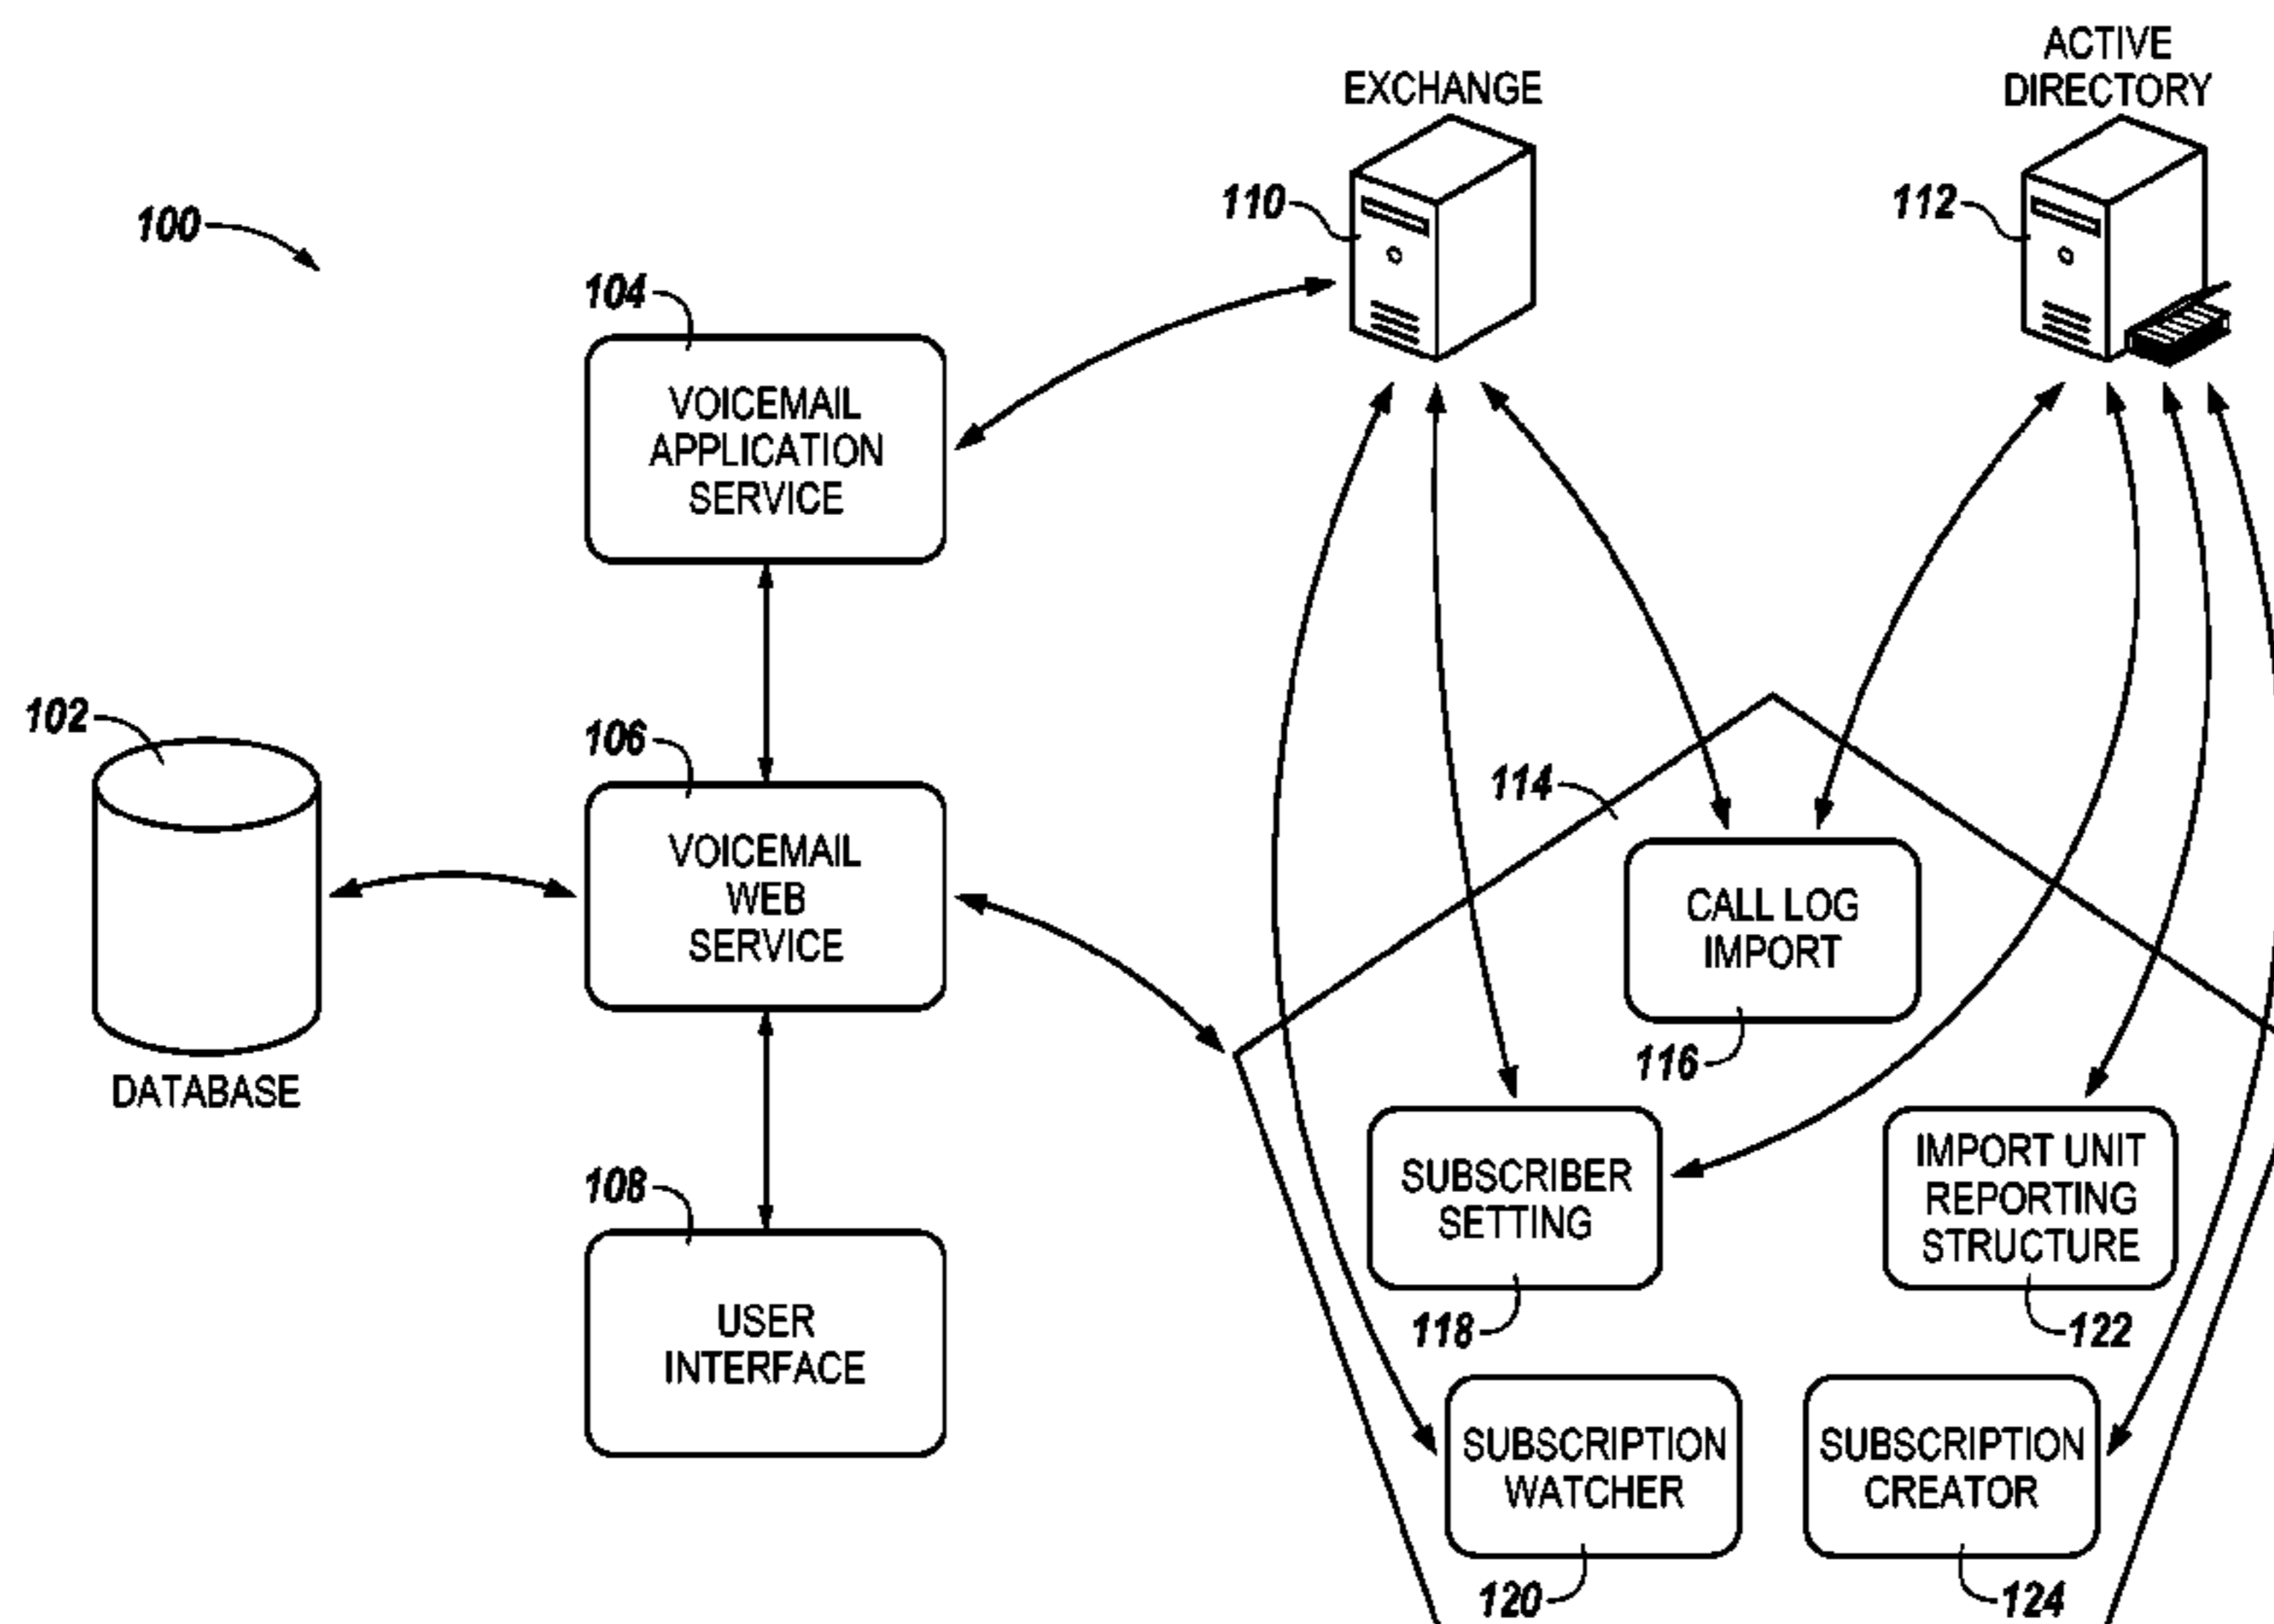 ACTIVE
DIRECTORY
EXCHANGE
110
112
100
104
VOICEMAIL
APPLICATION
SERVICE
102
106
114
VOICEMAIL
WEB
SERVICE
CALL LOG
IMPORT
116
DATABASE
108
SUBSCRIBER
SETTING
IMPORT UNIT
REPORTING
STRUCTURE
118
122
USER
INTERFACE
SUBSCRIPTION
WATCHER
SUBSCRIPTION
CREATOR
120
124